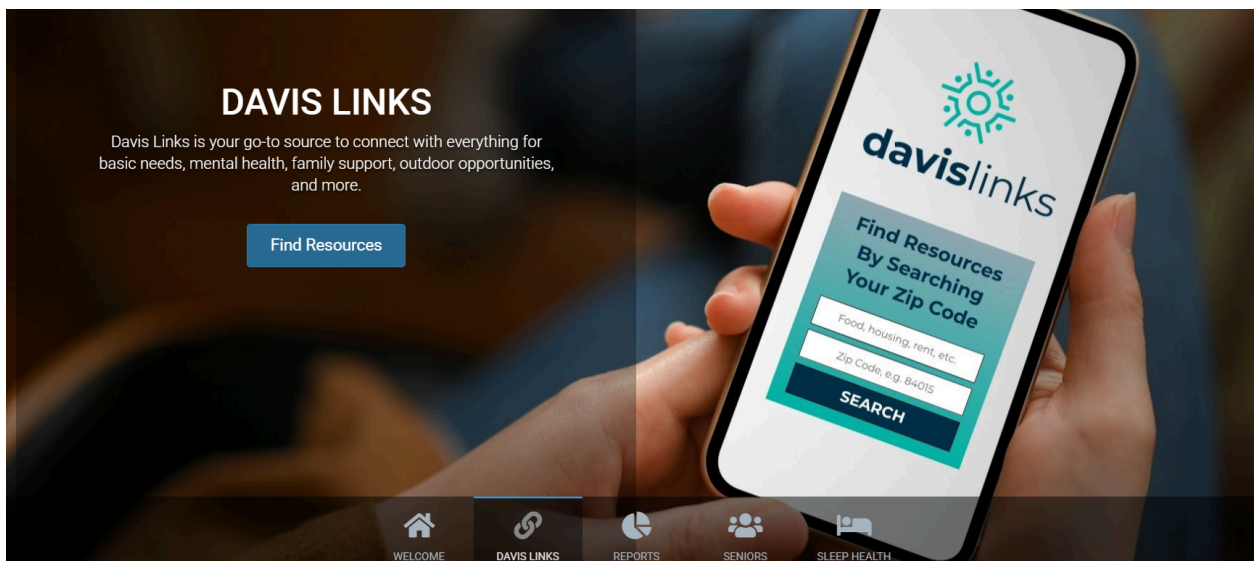 DAVIS LINKS
Davis Links is your go-to source to connect with everything for
basic needs, mental health, family support, outdoor opportunities,
and more.
Find Resources
davislinks
Find Resources
By Searching
Your Zip Code
Food, housing, rent, etc.
Zip Code, e.g. 84015
SEARCH
WELCOME
DAVIS LINKS
REPORTS
SENIORS
SLEEP HEALTH